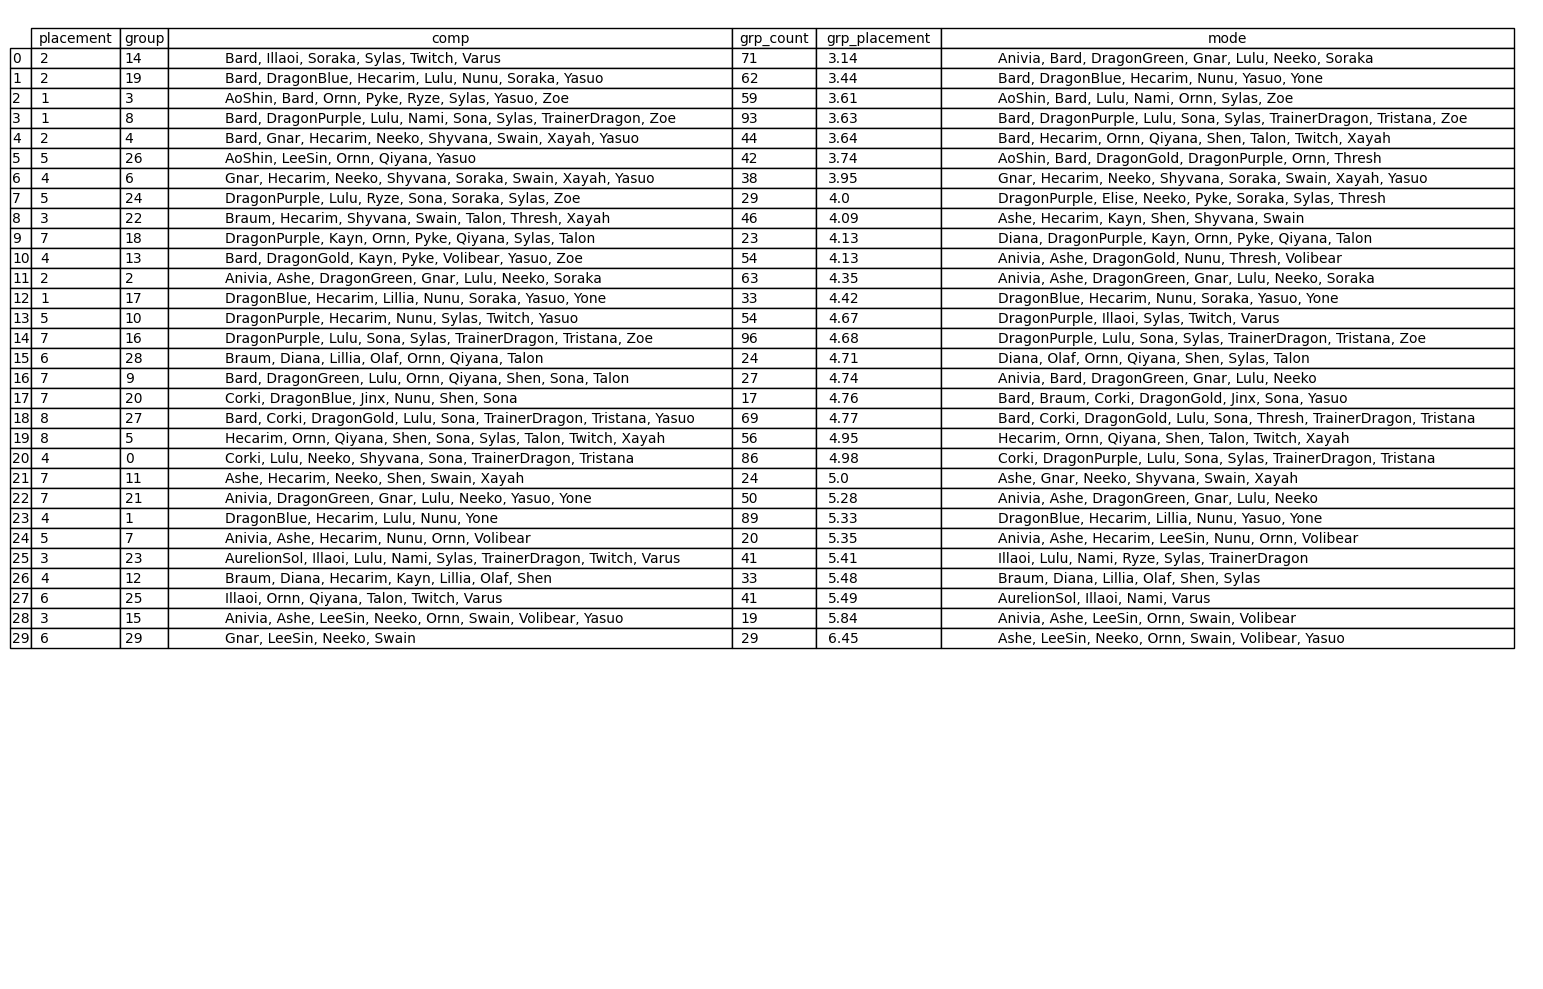 placement group comp grp_count grp_placement mode
0 2 14 Bard, Illaoi, Soraka, Sylas, Twitch, Varus 71 3.14 Anivia, Bard, DragonGreen, Gnar, Lulu, Neeko, Soraka
1 2 19 Bard, DragonBlue, Hecarim, Lulu, Nunu, Soraka, Yasuo 62 3.44 Bard, DragonBlue, Hecarim, Nunu, Yasuo, Yone
2 1 3 AoShin, Bard, Ornn, Pyke, Ryze, Sylas, Yasuo, Zoe 59 3.61 AoShin, Bard, Lulu, Nami, Ornn, Sylas, Zoe
3 1 8 Bard, DragonPurple, Lulu, Nami, Sona, Sylas, TrainerDragon, Zoe 93 3.63 Bard, DragonPurple, Lulu, Sona, Sylas, TrainerDragon, Tristana, Zoe
4 2 4 Bard, Gnar, Hecarim, Neeko, Shyvana, Swain, Xayah, Yasuo 44 3.64 Bard, Hecarim, Ornn, Qiyana, Shen, Talon, Twitch, Xayah
5 5 26 AoShin, LeeSin, Ornn, Qiyana, Yasuo 42 3.74 AoShin, Bard, DragonGold, DragonPurple, Ornn, Thresh
6 4 6 Gnar, Hecarim, Neeko, Shyvana, Soraka, Swain, Xayah, Yasuo 38 3.95 Gnar, Hecarim, Neeko, Shyvana, Soraka, Swain, Xayah, Yasuo
7 5 24 DragonPurple, Lulu, Ryze, Sona, Soraka, Sylas, Zoe 29 4.0 DragonPurple, Elise, Neeko, Pyke, Soraka, Sylas, Thresh
8 3 22 Braum, Hecarim, Shyvana, Swain, Talon, Thresh, Xayah 46 4.09 Ashe, Hecarim, Kayn, Shen, Shyvana, Swain
9 7 18 DragonPurple, Kayn, Ornn, Pyke, Qiyana, Sylas, Talon 23 4.13 Diana, DragonPurple, Kayn, Ornn, Pyke, Qiyana, Talon
10 4 13 Bard, DragonGold, Kayn, Pyke, Volibear, Yasuo, Zoe 54 4.13 Anivia, Ashe, DragonGold, Nunu, Thresh, Volibear
11 2 2 Anivia, Ashe, DragonGreen, Gnar, Lulu, Neeko, Soraka 63 4.35 Anivia, Ashe, DragonGreen, Gnar, Lulu, Neeko, Soraka
12 1 17 DragonBlue, Hecarim, Lillia, Nunu, Soraka, Yasuo, Yone 33 4.42 DragonBlue, Hecarim, Nunu, Soraka, Yasuo, Yone
13 5 10 DragonPurple, Hecarim, Nunu, Sylas, Twitch, Yasuo 54 4.67 DragonPurple, Illaoi, Sylas, Twitch, Varus
14 7 16 DragonPurple, Lulu, Sona, Sylas, TrainerDragon, Tristana, Zoe 96 4.68 DragonPurple, Lulu, Sona, Sylas, TrainerDragon, Tristana, Zoe
15 6 28 Braum, Diana, Lillia, Olaf, Ornn, Qiyana, Talon 24 4.71 Diana, Olaf, Ornn, Qiyana, Shen, Sylas, Talon
16 7 9 Bard, DragonGreen, Lulu, Ornn, Qiyana, Shen, Sona, Talon 27 4.74 Anivia, Bard, DragonGreen, Gnar, Lulu, Neeko
17 7 20 Corki, DragonBlue, Jinx, Nunu, Shen, Sona 17 4.76 Bard, Braum, Corki, DragonGold, Jinx, Sona, Yasuo
18 8 27 Bard, Corki, DragonGold, Lulu, Sona, TrainerDragon, Tristana, Yasuo 69 4.77 Bard, Corki, DragonGold, Lulu, Sona, Thresh, TrainerDragon, Tristana
19 8 5 Hecarim, Ornn, Qiyana, Shen, Sona, Sylas, Talon, Twitch, Xayah 56 4.95 Hecarim, Ornn, Qiyana, Shen, Talon, Twitch, Xayah
20 4 0 Corki, Lulu, Neeko, Shyvana, Sona, TrainerDragon, Tristana 86 4.98 Corki, DragonPurple, Lulu, Sona, Sylas, TrainerDragon, Tristana
21 7 11 Ashe, Hecarim, Neeko, Shen, Swain, Xayah 24 5.0 Ashe, Gnar, Neeko, Shyvana, Swain, Xayah
22 7 21 Anivia, DragonGreen, Gnar, Lulu, Neeko, Yasuo, Yone 50 5.28 Anivia, Ashe, DragonGreen, Gnar, Lulu, Neeko
23 4 1 DragonBlue, Hecarim, Lulu, Nunu, Yone 89 5.33 DragonBlue, Hecarim, Lillia, Nunu, Yasuo, Yone
24 5 7 Anivia, Ashe, Hecarim, Nunu, Ornn, Volibear 20 5.35 Anivia, Ashe, Hecarim, LeeSin, Nunu, Ornn, Volibear
25 3 23 AurelionSol, Illaoi, Lulu, Nami, Sylas, TrainerDragon, Twitch, Varus 41 5.41 Illaoi, Lulu, Nami, Ryze, Sylas, TrainerDragon
26 4 12 Braum, Diana, Hecarim, Kayn, Lillia, Olaf, Shen 33 5.48 Braum, Diana, Lillia, Olaf, Shen, Sylas
27 6 25 Illaoi, Ornn, Qiyana, Talon, Twitch, Varus 41 5.49 AurelionSol, Illaoi, Nami, Varus
28 3 15 Anivia, Ashe, LeeSin, Neeko, Ornn, Swain, Volibear, Yasuo 19 5.84 Anivia, Ashe, LeeSin, Ornn, Swain, Volibear
29 6 29 Gnar, LeeSin, Neeko, Swain 29 6.45 Ashe, LeeSin, Neeko, Ornn, Swain, Volibear, Yasuo